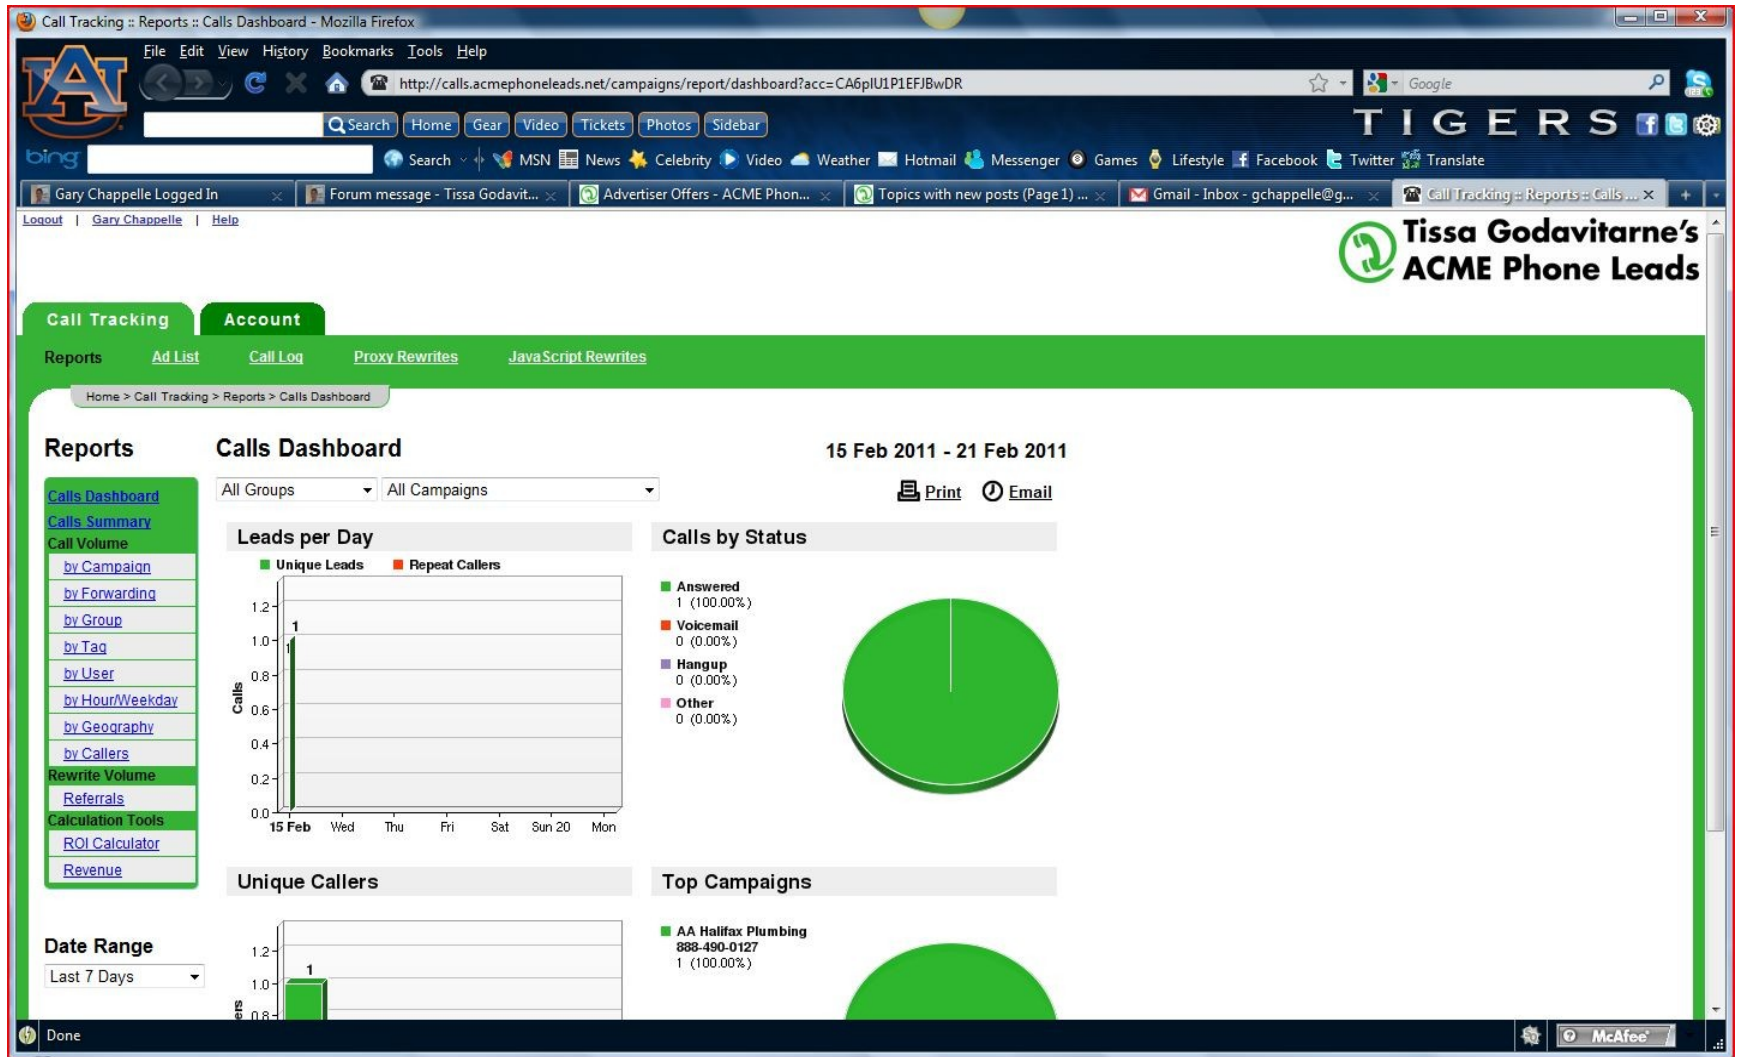 Call Tracking :: Reports :: Calls Dashboard - Mozilla Firefox
File Edit View History Bookmarks Tools Help
http://calls.acmephoneleads.net/campaigns/report/dashboard?acc=CA6pIU1P1EFJBwDR
Google
Search Home Gear Video Tickets Photos Sidebar
TIGERS
bing Search MSN News Celebrity Video Weather Hotmail Messenger Games Lifestyle Facebook Twitter Translate
Gary Chappelle Logged In
Forum message - Tissa Godavit...
Advertiser Offers - ACME Phon...
Topics with new posts (Page 1) ...
Gmail - Inbox - gchappelle@g...
Call Tracking :: Reports :: Calls ...
Logout | Gary Chappelle | Help
Tissa Godavitarne's
ACME Phone Leads
Call Tracking Account
Reports Ad List Call Log Proxy Rewrites JavaScript Rewrites
Home > Call Tracking > Reports > Calls Dashboard
Reports
Calls Dashboard
Calls Summary
Call Volume
by Campaign
by Forwarding
by Group
by Tag
by User
by Hour/Weekday
by Geography
by Callers
Rewrite Volume
Referrals
Calculation Tools
ROI Calculator
Revenue
Date Range
Last 7 Days
Calls Dashboard
15 Feb 2011 - 21 Feb 2011
All Groups All Campaigns
Print Email
Leads per Day
Unique Leads Repeat Callers
1.2
1.0
0.8
0.6
0.4
0.2
0.0
Calls
1
1
15 Feb Wed Thu Fri Sat Sun 20 Mon
Calls by Status
Answered
1 (100.00%)
Voicemail
0 (0.00%)
Hangup
0 (0.00%)
Other
0 (0.00%)
Unique Callers
1.2
1.0
0.8
1
Top Campaigns
AA Halifax Plumbing
888-490-0127
1 (100.00%)
Done
McAfee